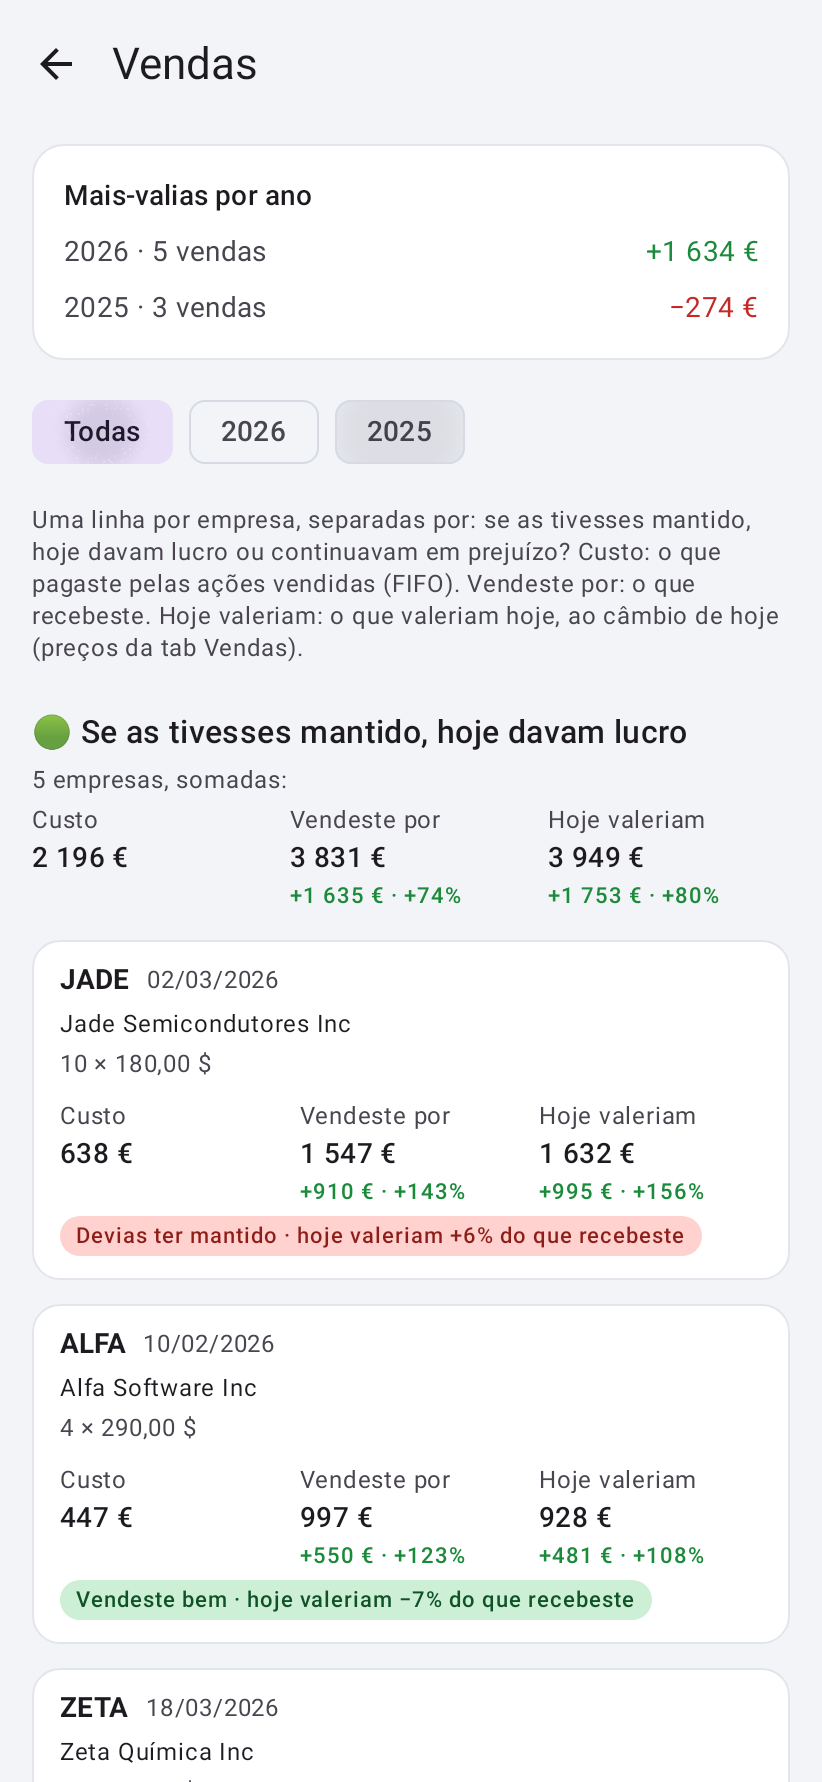 Vendas
Mais-valias por ano
2026 · 5 vendas +1 634 €
2025 · 3 vendas −274 €
Todas 2026 2025
Uma linha por empresa, separadas por: se as tivesses mantido,
hoje davam lucro ou continuavam em prejuízo? Custo: o que
pagaste pelas ações vendidas (FIFO). Vendeste por: o que
recebeste. Hoje valeriam: o que valeriam hoje, ao câmbio de hoje
(preços da tab Vendas).
Se as tivesses mantido, hoje davam lucro
5 empresas, somadas:
Custo Vendeste por Hoje valeriam
2 196 € 3 831 € 3 949 €
+1 635 € · +74% +1 753 € · +80%
JADE 02/03/2026
Jade Semicondutores Inc
10 × 180,00 $
Custo Vendeste por Hoje valeriam
638 € 1 547 € 1 632 €
+910 € · +143% +995 € · +156%
Devias ter mantido · hoje valeriam +6% do que recebeste
ALFA 10/02/2026
Alfa Software Inc
4 × 290,00 $
Custo Vendeste por Hoje valeriam
447 € 997 € 928 €
+550 € · +123% +481 € · +108%
Vendeste bem · hoje valeriam −7% do que recebeste
ZETA 18/03/2026
Zeta Química Inc